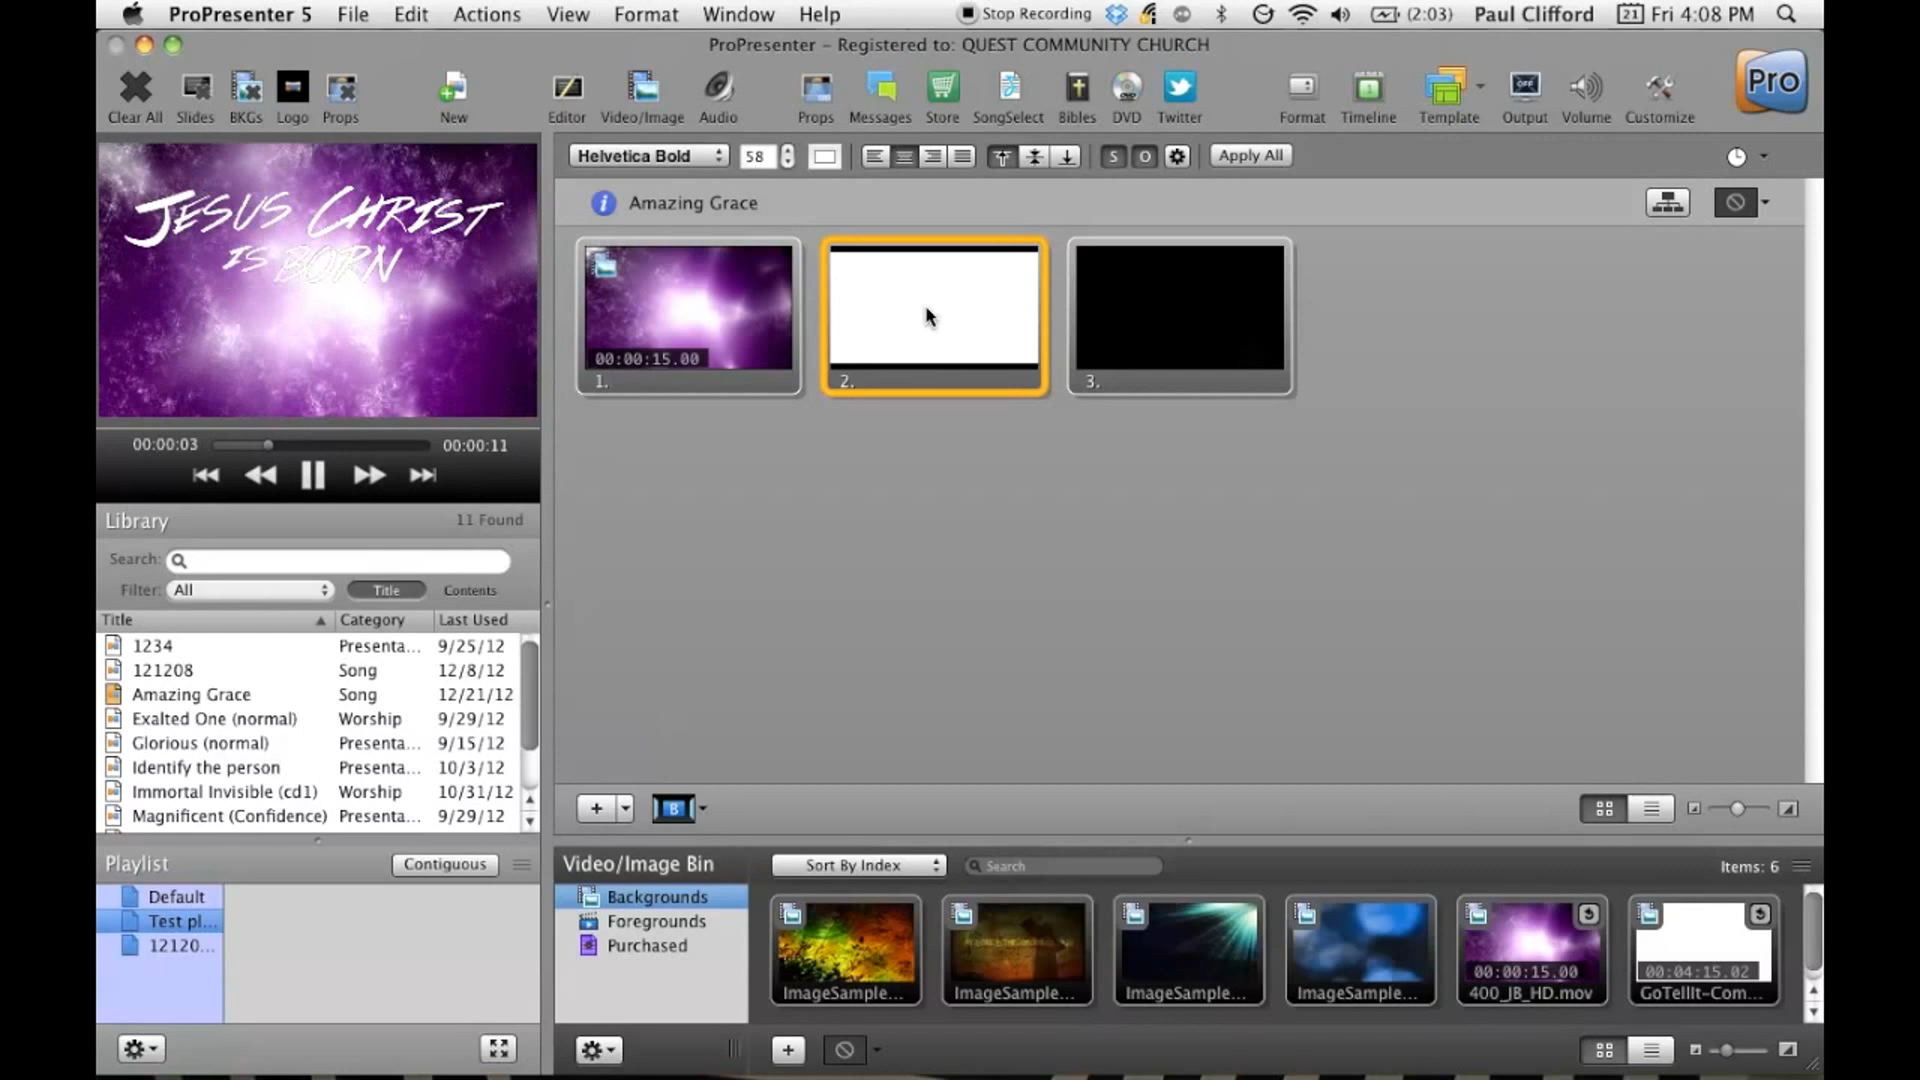 ProPresenter 5 File Edit Actions View Format Window Help Stop Recording (2:03) Paul Clifford 21 Fri 4:08 PM
ProPresenter – Registered to: QUEST COMMUNITY CHURCH
Clear All Slides BKGs Logo Props New Editor Video/Image Audio Props Messages Store SongSelect Bibles DVD Twitter Format Timeline Template Output Volume Customize
Pro
OFF
1
Helvetica Bold 58 S O Apply All
JESUS CHRIST
IS BORN
Amazing Grace
00:00:15.00
1. 2. 3.
00:00:03 00:00:11
Library 11 Found
Search:
Filter: All Title Contents
Title Category Last Used
1234 Presenta... 9/25/12
121208 Song 12/8/12
Amazing Grace Song 12/21/12
Exalted One (normal) Worship 9/29/12
Glorious (normal) Presenta... 9/15/12
Identify the person Presenta... 10/3/12
Immortal Invisible (cd1) Worship 10/31/12
Magnificent (Confidence) Presenta... 9/29/12
B
Playlist Contiguous
Default
Test pl...
12120...
Video/Image Bin Sort By Index Search Items: 6
Backgrounds
Foregrounds
Purchased
00:00:15.00 00:04:15.02
ImageSample... ImageSample... ImageSample... ImageSample... 400_JB_HD.mov GoTellIt-Com...